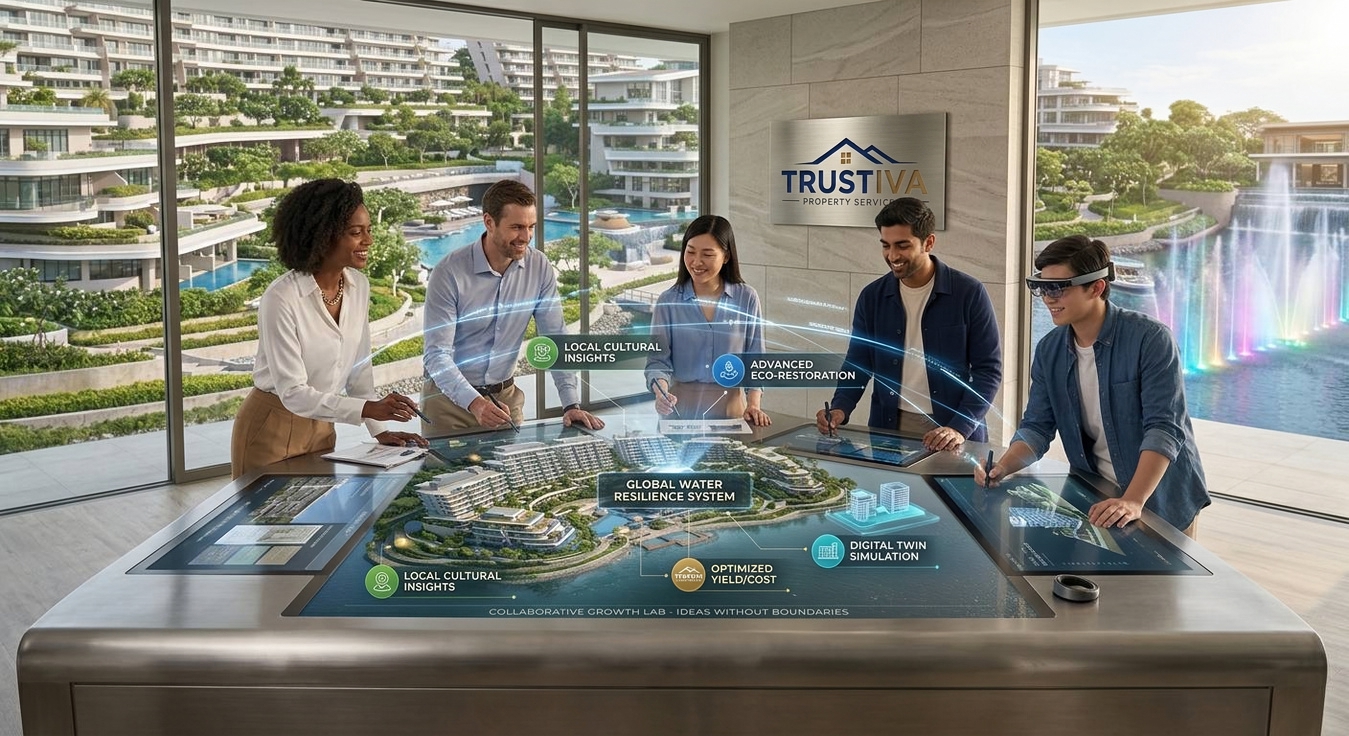 TRUSTIVA
PROPERTY SERVICE
LOCAL CULTURAL
INSIGHTS
ADVANCED
ECO-RESTORATION
GLOBAL WATER
RESILIENCE SYSTEM
DIGITAL TWIN
SIMULATION
OPTIMIZED
YIELD/COST
LOCAL CULTURAL
INSIGHTS
COLLABORATIVE GROWTH LAB - IDEAS WITHOUT BOUNDARIES